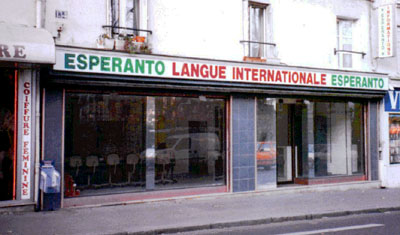 ESPERANTO LANGUE INTERNATIONALE ESPERANTO
RE
COIFFURE FEMININE
V